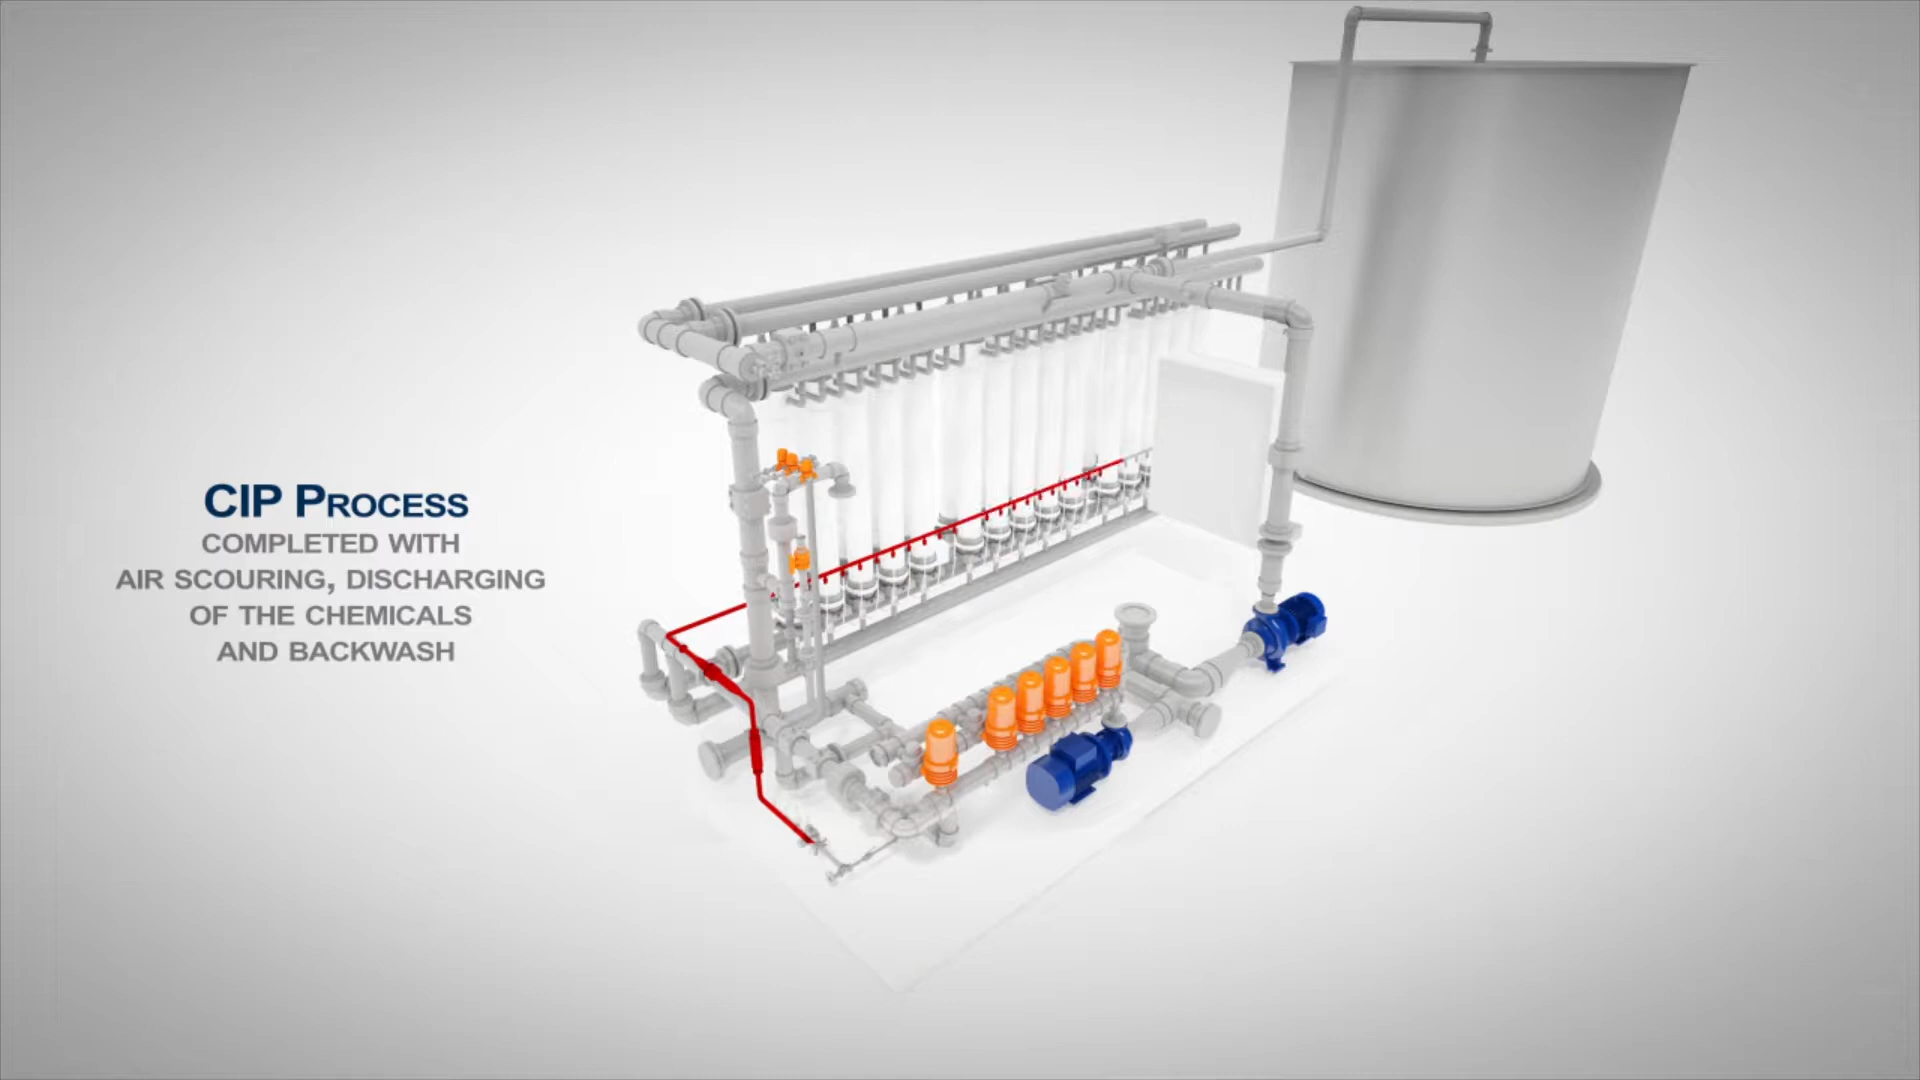 CIP Process
completed with
air scouring, discharging
of the chemicals
and backwash